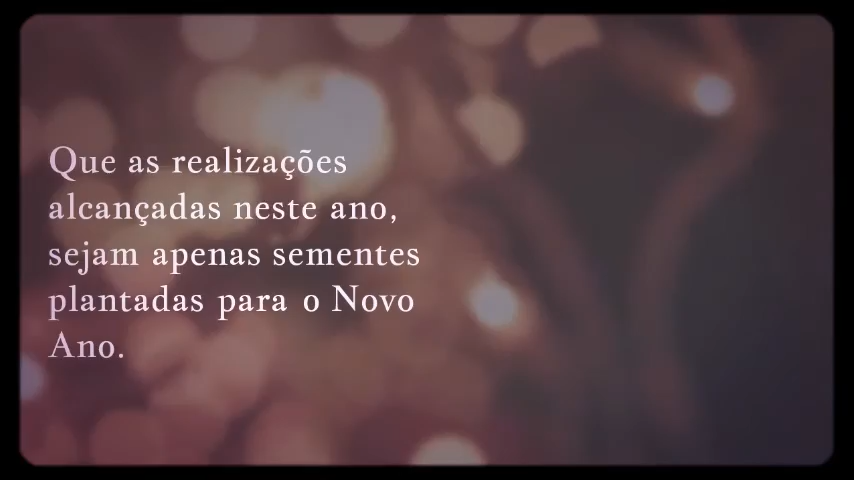 Que as realizações
alcançadas neste ano,
sejam apenas sementes
plantadas para o Novo
Ano.